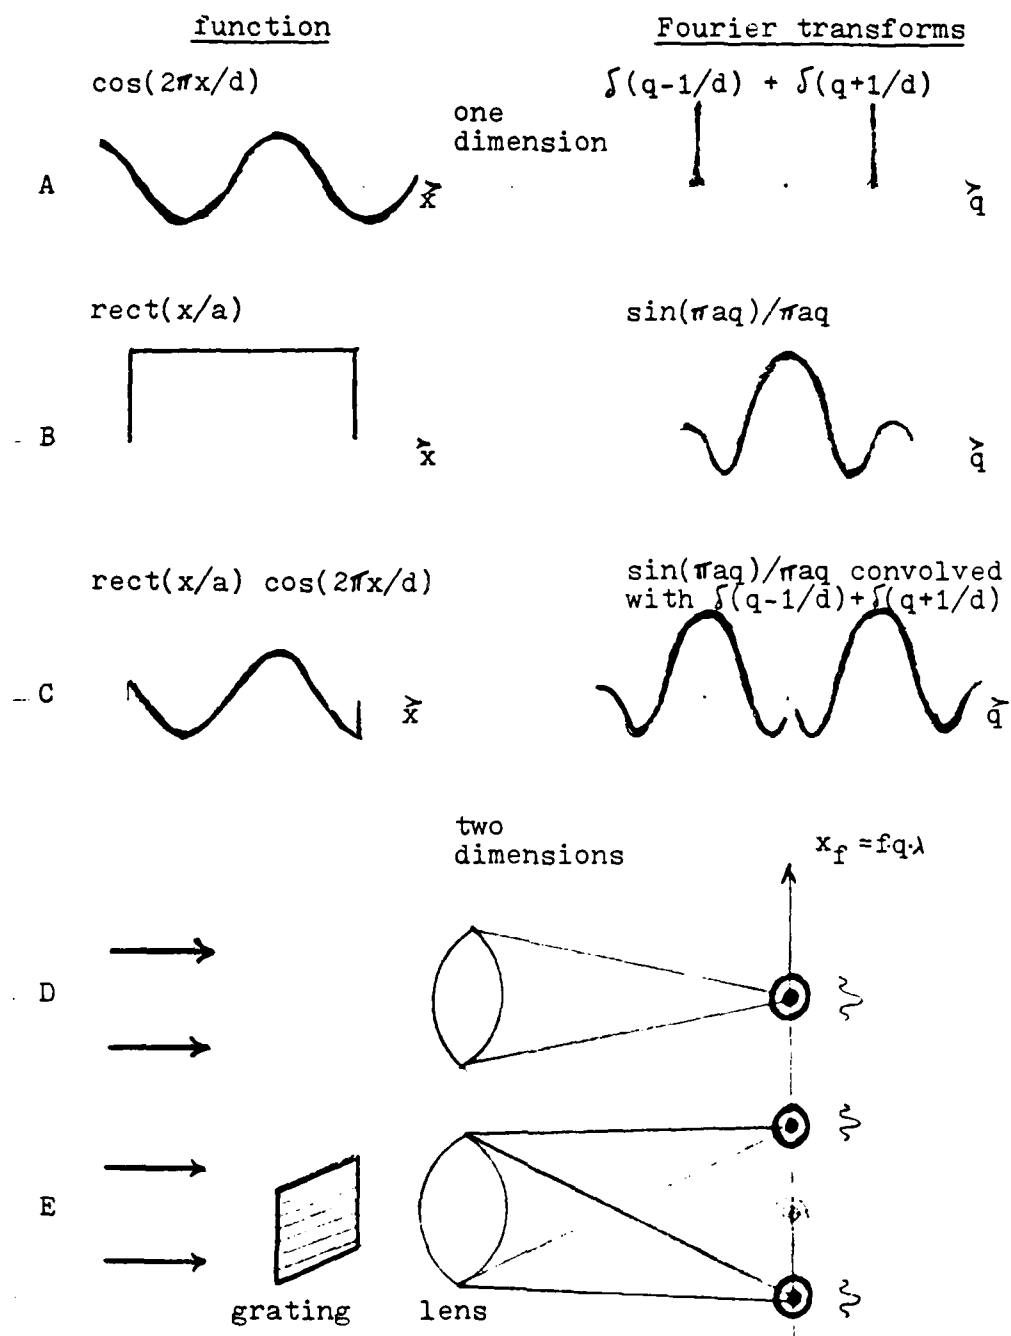 function
Fourier transforms
cos(2πx/d)
δ(q-1/d) + δ(q+1/d)
one
dimension
A
x
q
rect(x/a)
sin(πaq)/πaq
B
x
q
rect(x/a) cos(2πx/d)
sin(πaq)/πaq convolved
with δ(q-1/d)+δ(q+1/d)
C
x
q
two
dimensions
x_f = f·q·λ
D
E
grating
lens